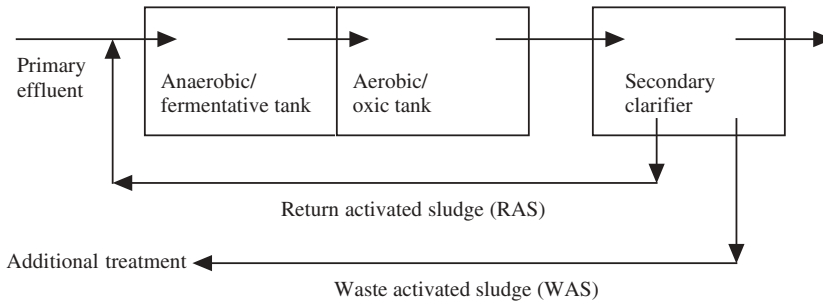 Primary
effluent
Anaerobic/
fermentative tank
Aerobic/
oxic tank
Secondary
clarifier
Return activated sludge (RAS)
Additional treatment
Waste activated sludge (WAS)